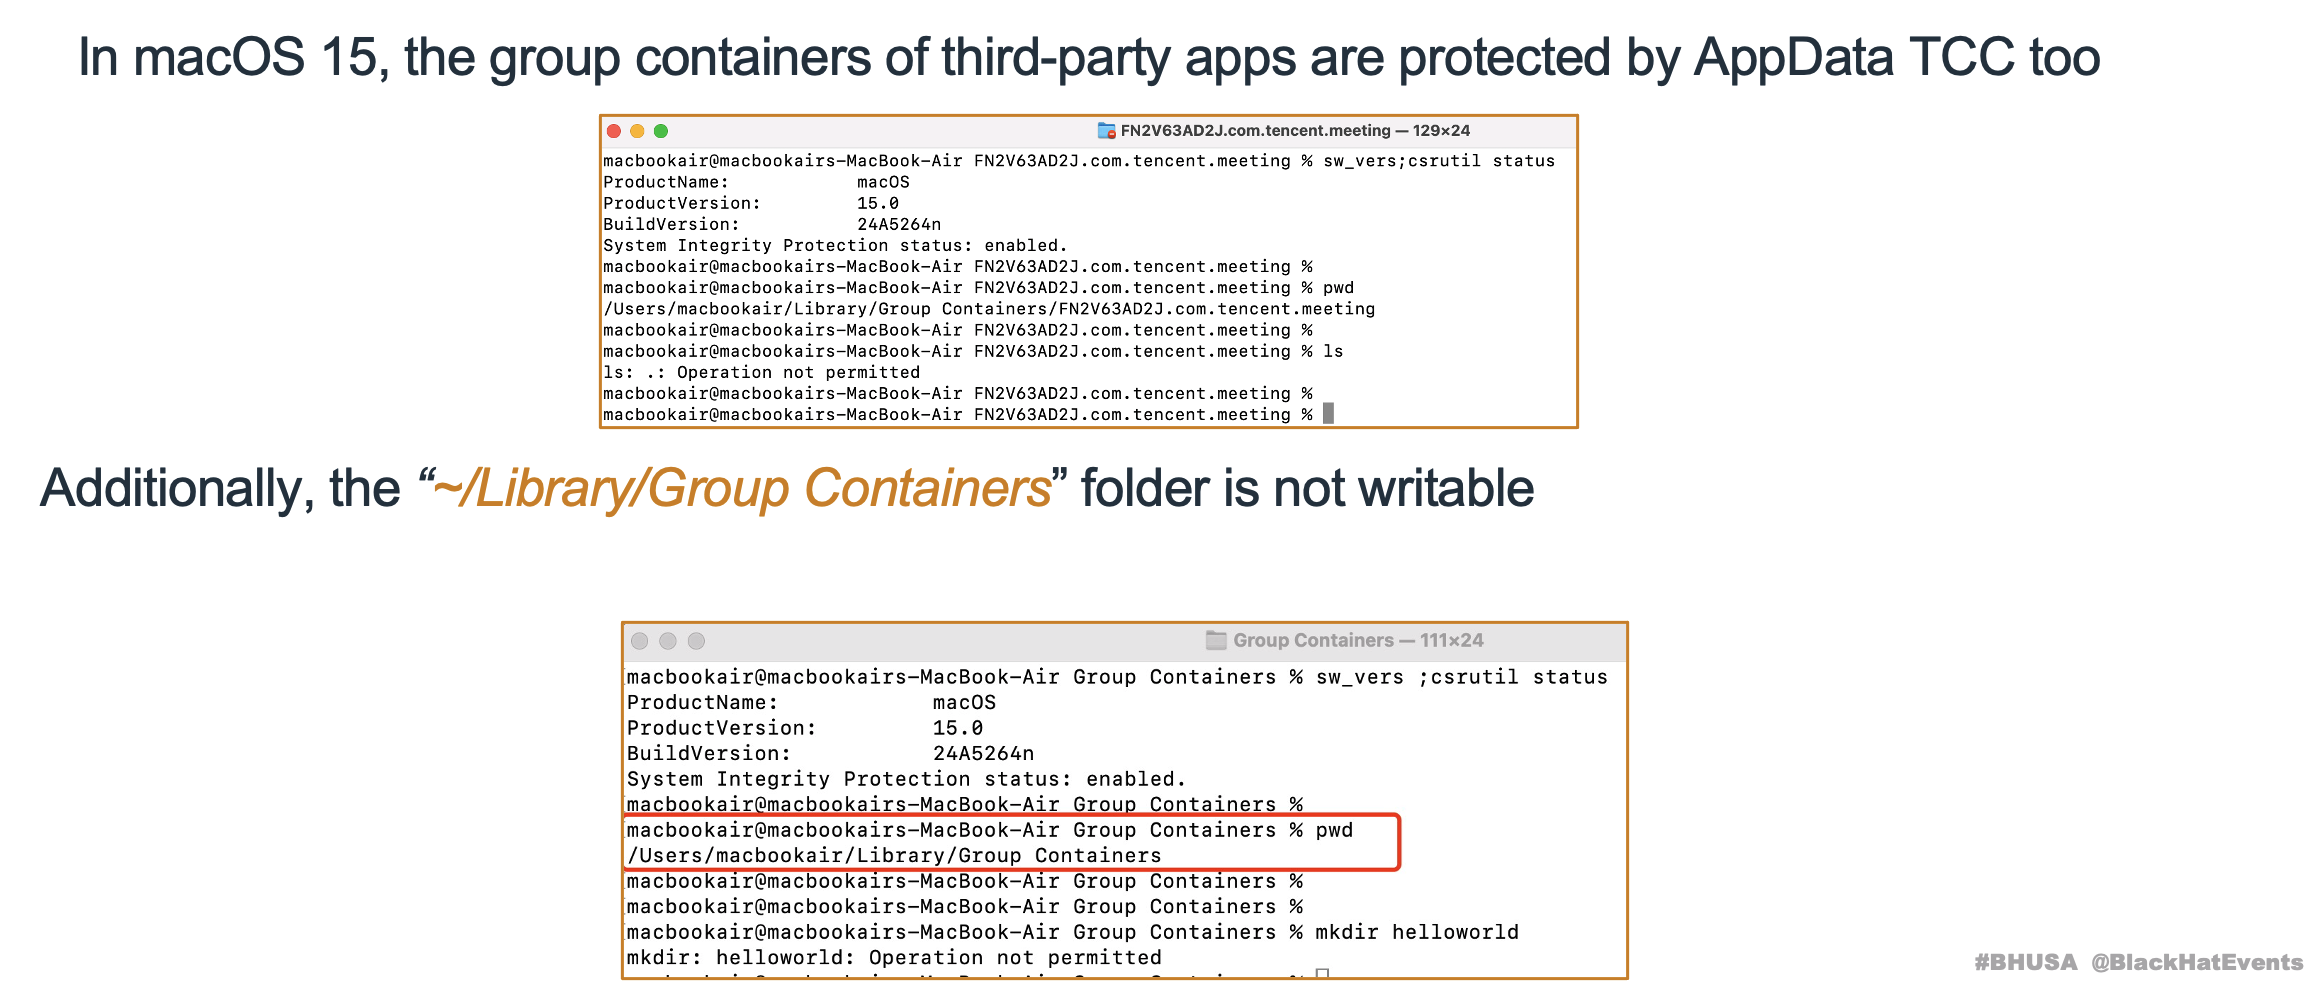 In macOS 15, the group containers of third-party apps are protected by AppData TCC too
FN2V63AD2J.com.tencent.meeting — 129×24
macbookair@macbookairs-MacBook-Air FN2V63AD2J.com.tencent.meeting % sw_vers;csrutil status
ProductName: macOS
ProductVersion: 15.0
BuildVersion: 24A5264n
System Integrity Protection status: enabled.
macbookair@macbookairs-MacBook-Air FN2V63AD2J.com.tencent.meeting %
macbookair@macbookairs-MacBook-Air FN2V63AD2J.com.tencent.meeting % pwd
/Users/macbookair/Library/Group Containers/FN2V63AD2J.com.tencent.meeting
macbookair@macbookairs-MacBook-Air FN2V63AD2J.com.tencent.meeting %
macbookair@macbookairs-MacBook-Air FN2V63AD2J.com.tencent.meeting % ls
ls: .: Operation not permitted
macbookair@macbookairs-MacBook-Air FN2V63AD2J.com.tencent.meeting %
macbookair@macbookairs-MacBook-Air FN2V63AD2J.com.tencent.meeting %
Additionally, the “~/Library/Group Containers” folder is not writable
Group Containers — 111×24
macbookair@macbookairs-MacBook-Air Group Containers % sw_vers ;csrutil status
ProductName: macOS
ProductVersion: 15.0
BuildVersion: 24A5264n
System Integrity Protection status: enabled.
macbookair@macbookairs-MacBook-Air Group Containers %
macbookair@macbookairs-MacBook-Air Group Containers % pwd
/Users/macbookair/Library/Group Containers
macbookair@macbookairs-MacBook-Air Group Containers %
macbookair@macbookairs-MacBook-Air Group Containers %
macbookair@macbookairs-MacBook-Air Group Containers % mkdir helloworld
mkdir: helloworld: Operation not permitted
#BHUSA @BlackHatEvents